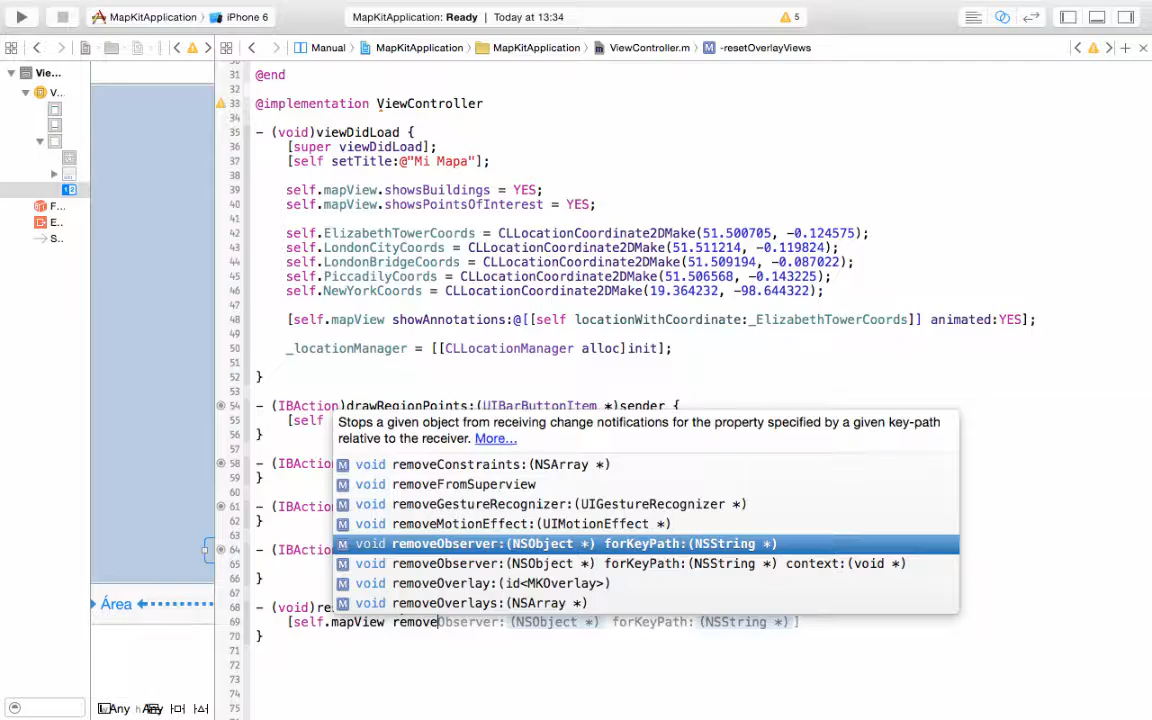 MapKitApplication
iPhone 6
MapKitApplication: Ready | Today at 13:34
5
Manual
MapKitApplication
MapKitApplication
ViewController.m
-resetOverlayViews
Vie...
V...
F...
E...
S..
Área
31 @end
32
33 @implementation ViewController
34
35 - (void)viewDidLoad {
36 [super viewDidLoad];
37 [self setTitle:@"Mi Mapa"];
38
39 self.mapView.showsBuildings = YES;
40 self.mapView.showsPointsOfInterest = YES;
41
42 self.ElizabethTowerCoords = CLLocationCoordinate2DMake(51.500705, -0.124575);
43 self.LondonCityCoords = CLLocationCoordinate2DMake(51.511214, -0.119824);
44 self.LondonBridgeCoords = CLLocationCoordinate2DMake(51.509194, -0.087022);
45 self.PiccadilyCoords = CLLocationCoordinate2DMake(51.506568, -0.143225);
46 self.NewYorkCoords = CLLocationCoordinate2DMake(19.364232, -98.644322);
47
48 [self.mapView showAnnotations:@[[self locationWithCoordinate:_ElizabethTowerCoords]] animated:YES];
49
50 _locationManager = [[CLLocationManager alloc]init];
51
52 }
53
54 - (IBAction)drawRegionPoints:(UIBarButtonItem *)sender {
55 [self
56 }
57
58 - (IBAction
59 }
60
61 - (IBAction
62 }
63
64 - (IBAction
65
66 }
67
68 - (void)re
69 [self.mapView removeObserver:(NSObject *) forKeyPath:(NSString *)]
70 }
71
72
73
74
75
Stops a given object from receiving change notifications for the property specified by a given key-path
relative to the receiver. More...
M void removeConstraints:(NSArray *)
M void removeFromSuperview
M void removeGestureRecognizer:(UIGestureRecognizer *)
M void removeMotionEffect:(UIMotionEffect *)
M void removeObserver:(NSObject *) forKeyPath:(NSString *)
M void removeObserver:(NSObject *) forKeyPath:(NSString *) context:(void *)
M void removeOverlay:(id<MKOverlay>)
M void removeOverlays:(NSArray *)
wAny hAny